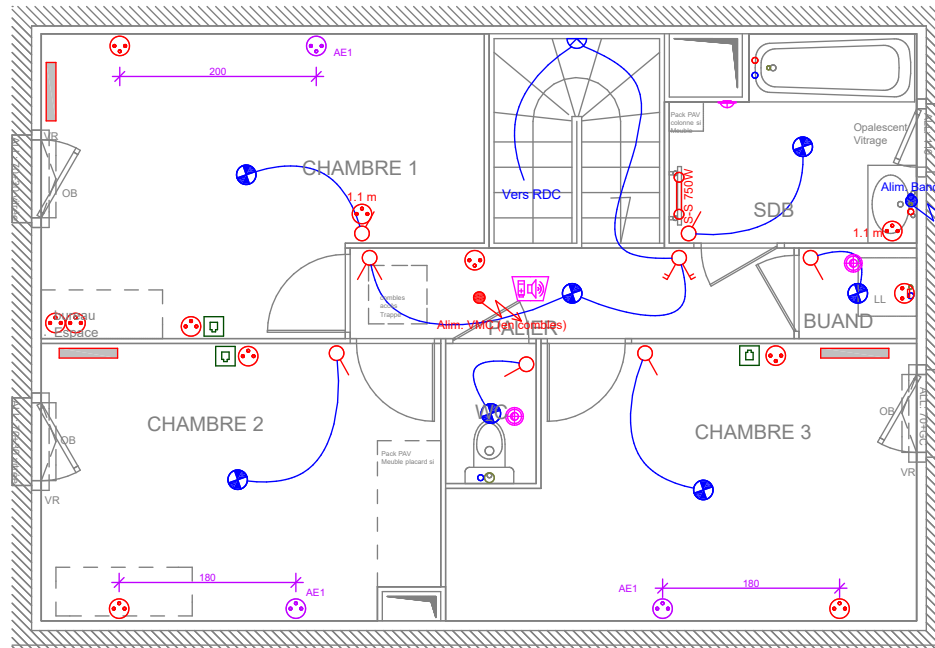 AE1
200
Pack PAV
colonne si
Meuble
Opalescent
Vitrage
VR
CHAMBRE 1
OB
1.1 m
Vers RDC
S-S 750W
SDB
Alim. Band
1.1 m
combles
accès
Trappe
LL
bureau
Espace
Alim. VMC (en combles)
PALIER
BUAND
CHAMBRE 2
WC
CHAMBRE 3
OB
OB
Pack PAV
Meuble placard si
VR
VR
180
AE1
AE1
180